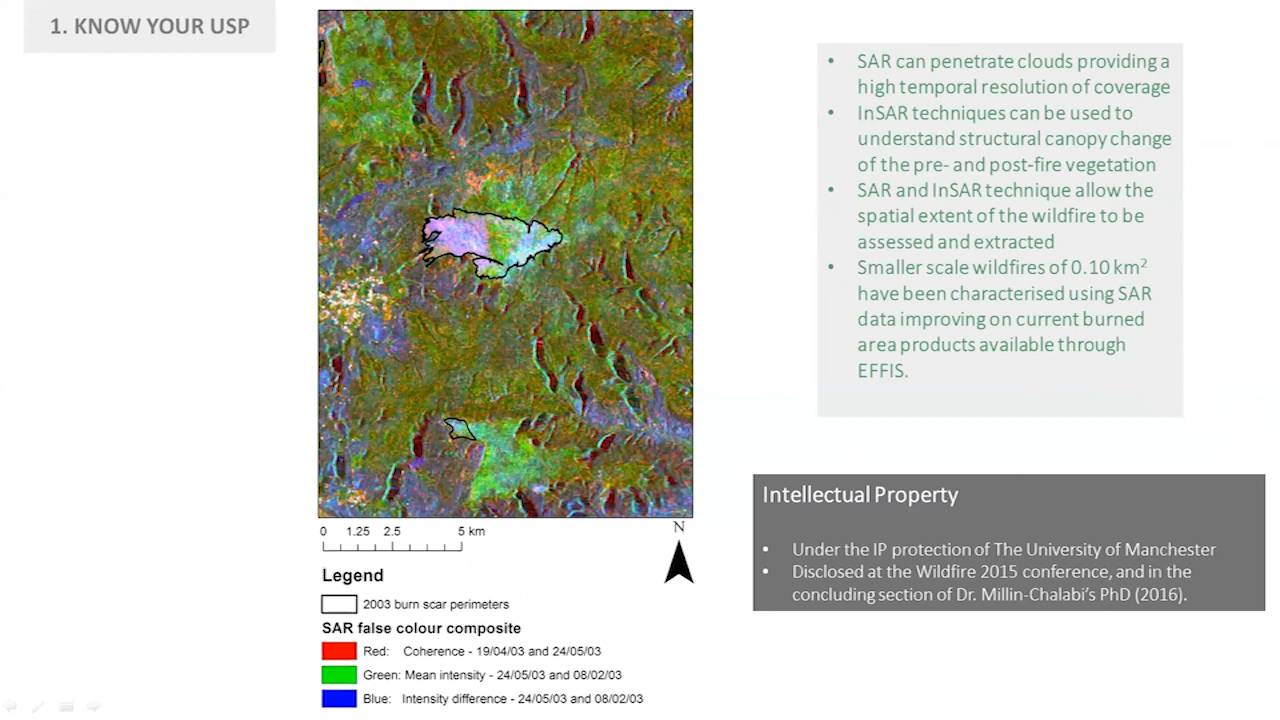 1. KNOW YOUR USP
• SAR can penetrate clouds providing a
high temporal resolution of coverage
• InSAR techniques can be used to
understand structural canopy change
of the pre- and post-fire vegetation
• SAR and InSAR technique allow the
spatial extent of the wildfire to be
assessed and extracted
• Smaller scale wildfires of 0.10 km²
have been characterised using SAR
data improving on current burned
area products available through
EFFIS.
0 1.25 2.5 5 km
N
Legend
2003 burn scar perimeters
SAR false colour composite
Red: Coherence - 19/04/03 and 24/05/03
Green: Mean intensity - 24/05/03 and 08/02/03
Blue: Intensity difference - 24/05/03 and 08/02/03
Intellectual Property
• Under the IP protection of The University of Manchester
• Disclosed at the Wildfire 2015 conference, and in the
concluding section of Dr. Millin-Chalabi's PhD (2016).